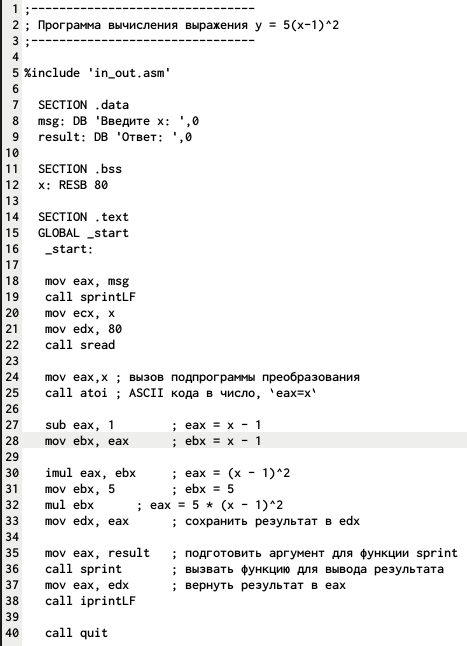 1 ;--------------------------------
2 ; Программа вычисления выражения y = 5(x-1)^2
3 ;--------------------------------
4
5 %include 'in_out.asm'
6
7 SECTION .data
8 msg: DB 'Введите x: ',0
9 result: DB 'Ответ: ',0
10
11 SECTION .bss
12 x: RESB 80
13
14 SECTION .text
15 GLOBAL _start
16 _start:
17
18 mov eax, msg
19 call sprintLF
20 mov ecx, x
21 mov edx, 80
22 call sread
23
24 mov eax,x ; вызов подпрограммы преобразования
25 call atoi ; ASCII кода в число, `eax=x`
26
27 sub eax, 1 ; eax = x - 1
28 mov ebx, eax ; ebx = x - 1
29
30 imul eax, ebx ; eax = (x - 1)^2
31 mov ebx, 5 ; ebx = 5
32 mul ebx ; eax = 5 * (x - 1)^2
33 mov edx, eax ; сохранить результат в edx
34
35 mov eax, result ; подготовить аргумент для функции sprint
36 call sprint ; вызвать функцию для вывода результата
37 mov eax, edx ; вернуть результат в eax
38 call iprintLF
39
40 call quit